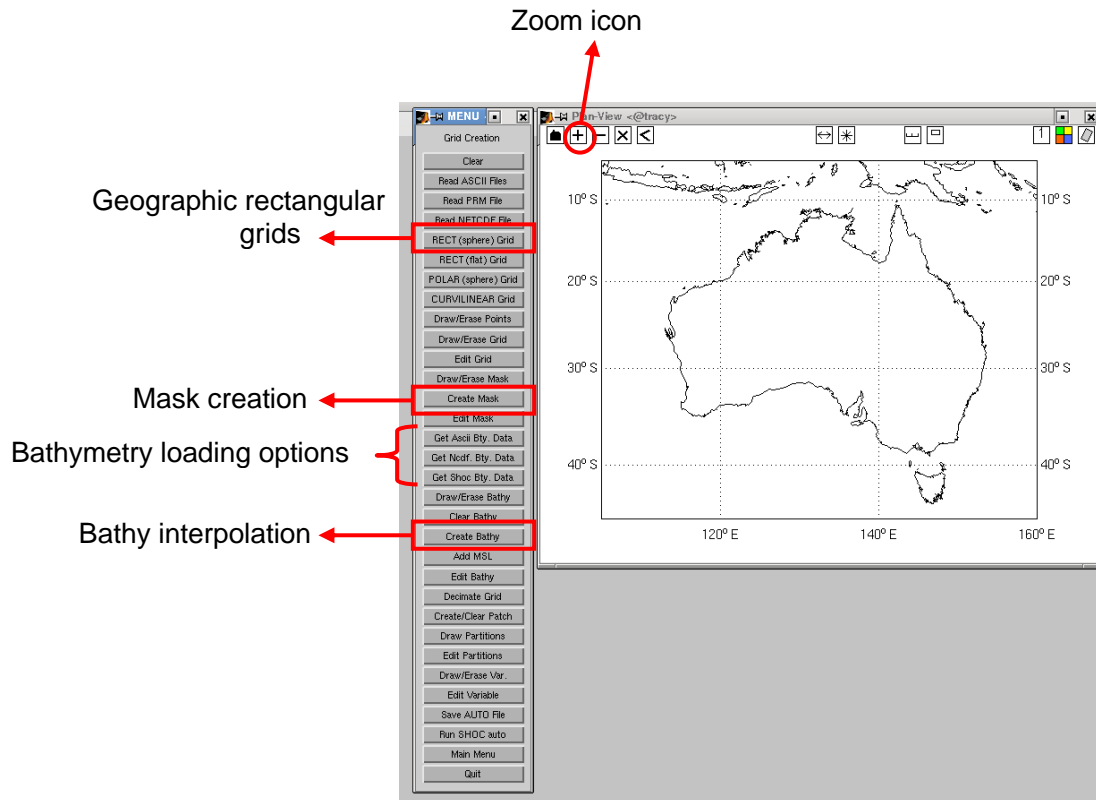 Zoom icon
MENU
Plan-View <@tracy>
Grid Creation
1
Clear
Read ASCII Files
Read PRM File
Read NETCDF File
Geographic rectangular
grids
RECT (sphere) Grid
RECT (flat) Grid
POLAR (sphere) Grid
CURVILINEAR Grid
Draw/Erase Points
Draw/Erase Grid
Edit Grid
Draw/Erase Mask
Mask creation
Create Mask
Edit Mask
Bathymetry loading options
Get Ascii Bty. Data
Get Ncdf. Bty. Data
Get Shoc Bty. Data
Draw/Erase Bathy
Clear Bathy
Bathy interpolation
Create Bathy
Add MSL
Edit Bathy
Decimate Grid
Create/Clear Patch
Draw Partitions
Edit Partitions
Draw/Erase Var.
Edit Variable
Save AUTO File
Run SHOC auto
Main Menu
Quit
10° S
10° S
20° S
20° S
30° S
30° S
40° S
40° S
120° E
140° E
160° E